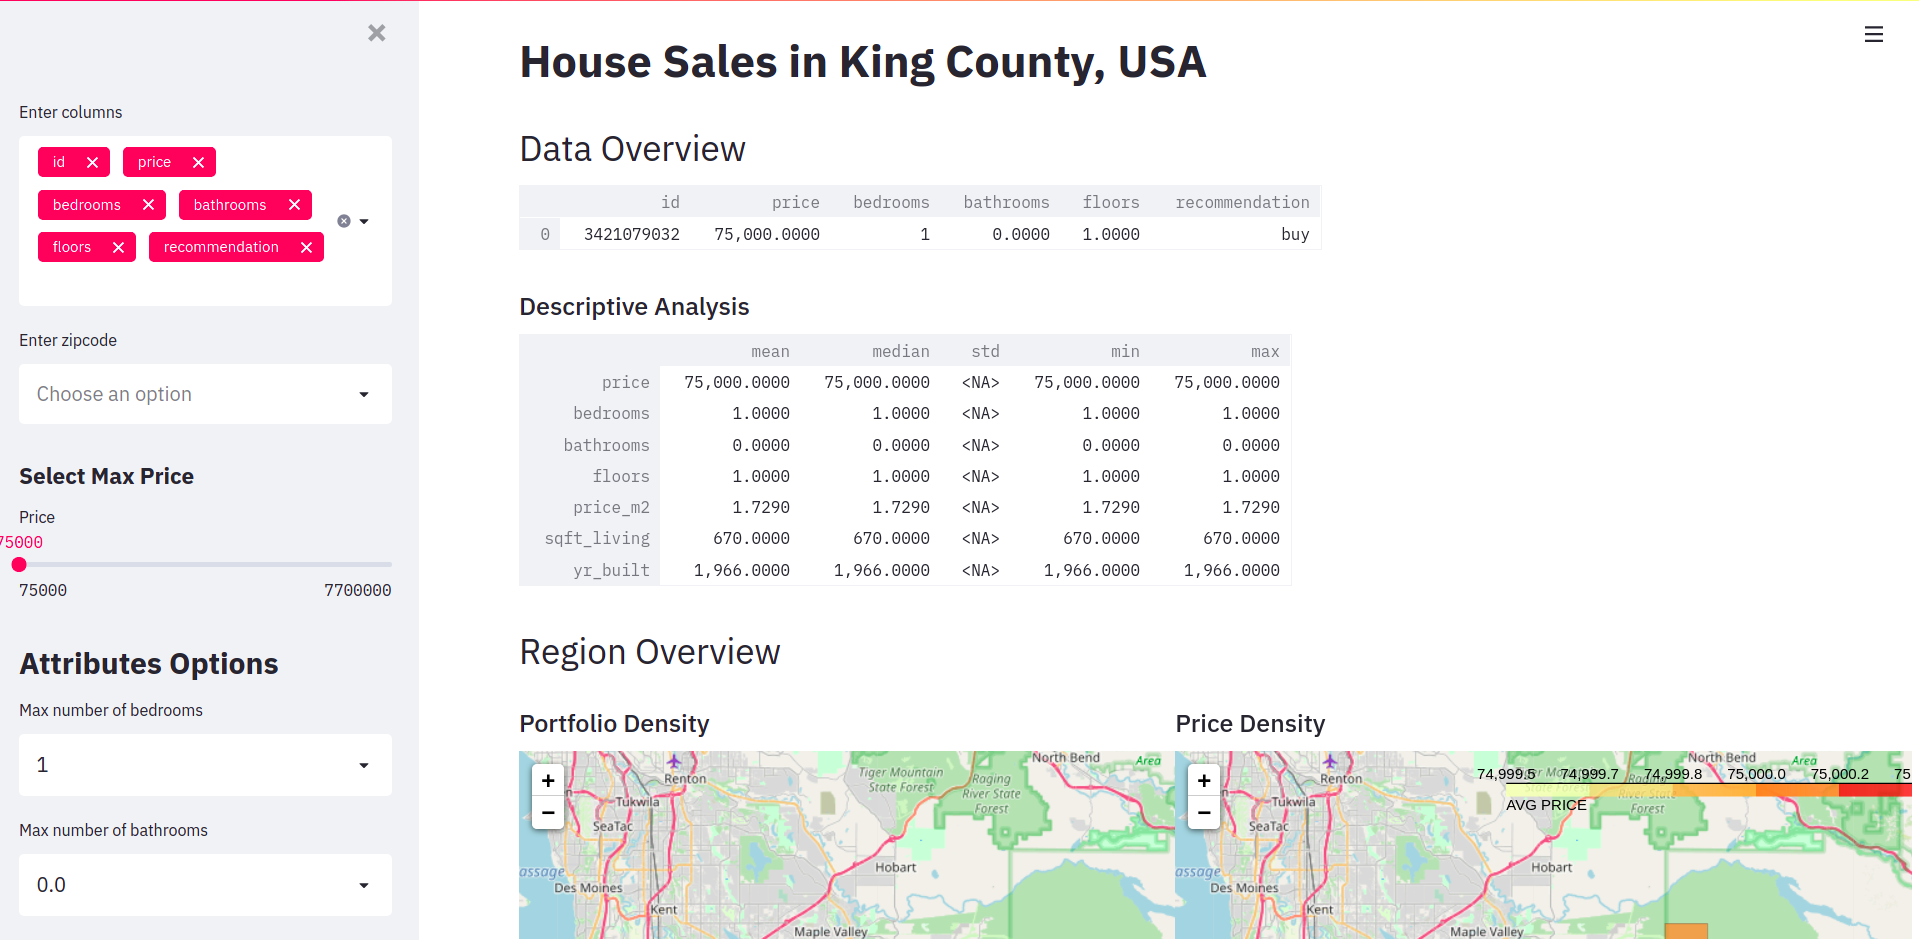 House Sales in King County, USA
Enter columns
id
price
bedrooms
bathrooms
floors
recommendation
Enter zipcode
Choose an option
Select Max Price
Price
75000
75000 7700000
Attributes Options
Max number of bedrooms
1
Max number of bathrooms
0.0
Data Overview
id price bedrooms bathrooms floors recommendation
0 3421079032 75,000.0000 1 0.0000 1.0000 buy
Descriptive Analysis
mean median std min max
price 75,000.0000 75,000.0000 <NA> 75,000.0000 75,000.0000
bedrooms 1.0000 1.0000 <NA> 1.0000 1.0000
bathrooms 0.0000 0.0000 <NA> 0.0000 0.0000
floors 1.0000 1.0000 <NA> 1.0000 1.0000
price_m2 1.7290 1.7290 <NA> 1.7290 1.7290
sqft_living 670.0000 670.0000 <NA> 670.0000 670.0000
yr_built 1,966.0000 1,966.0000 <NA> 1,966.0000 1,966.0000
Region Overview
Portfolio Density
+
−
North Bend
Area
Renton
Tiger Mountain
State Forest
Raging
River State
Forest
Tukwila
SeaTac
Hobart
assage
Des Moines
Kent
Maple Valley
Price Density
+
−
North Bend
Area
Renton
74,999.5 74,999.7 74,999.8 75,000.0 75,000.2 75
AVG PRICE
River State
Forest
Tukwila
SeaTac
Hobart
assage
Des Moines
Kent
Maple Valley